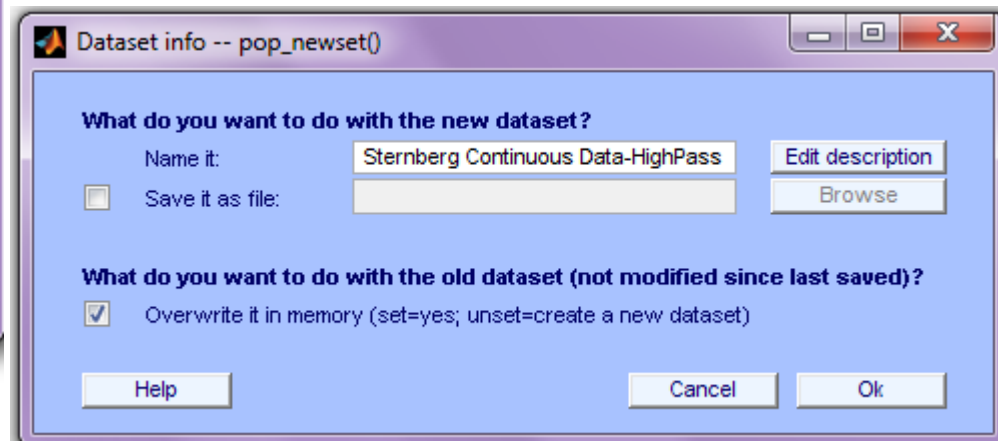 Dataset info -- pop_newset()
What do you want to do with the new dataset?
Name it: Sternberg Continuous Data-HighPass Edit description
Save it as file: Browse
What do you want to do with the old dataset (not modified since last saved)?
Overwrite it in memory (set=yes; unset=create a new dataset)
Help Cancel Ok